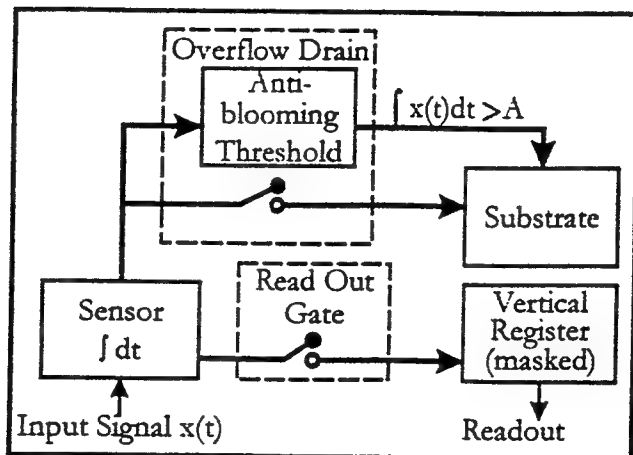 Overflow Drain
Anti-
blooming
Threshold
∫ x(t)dt >A
Substrate
Sensor
∫ dt
Read Out
Gate
Vertical
Register
(masked)
Input Signal x(t)
Readout